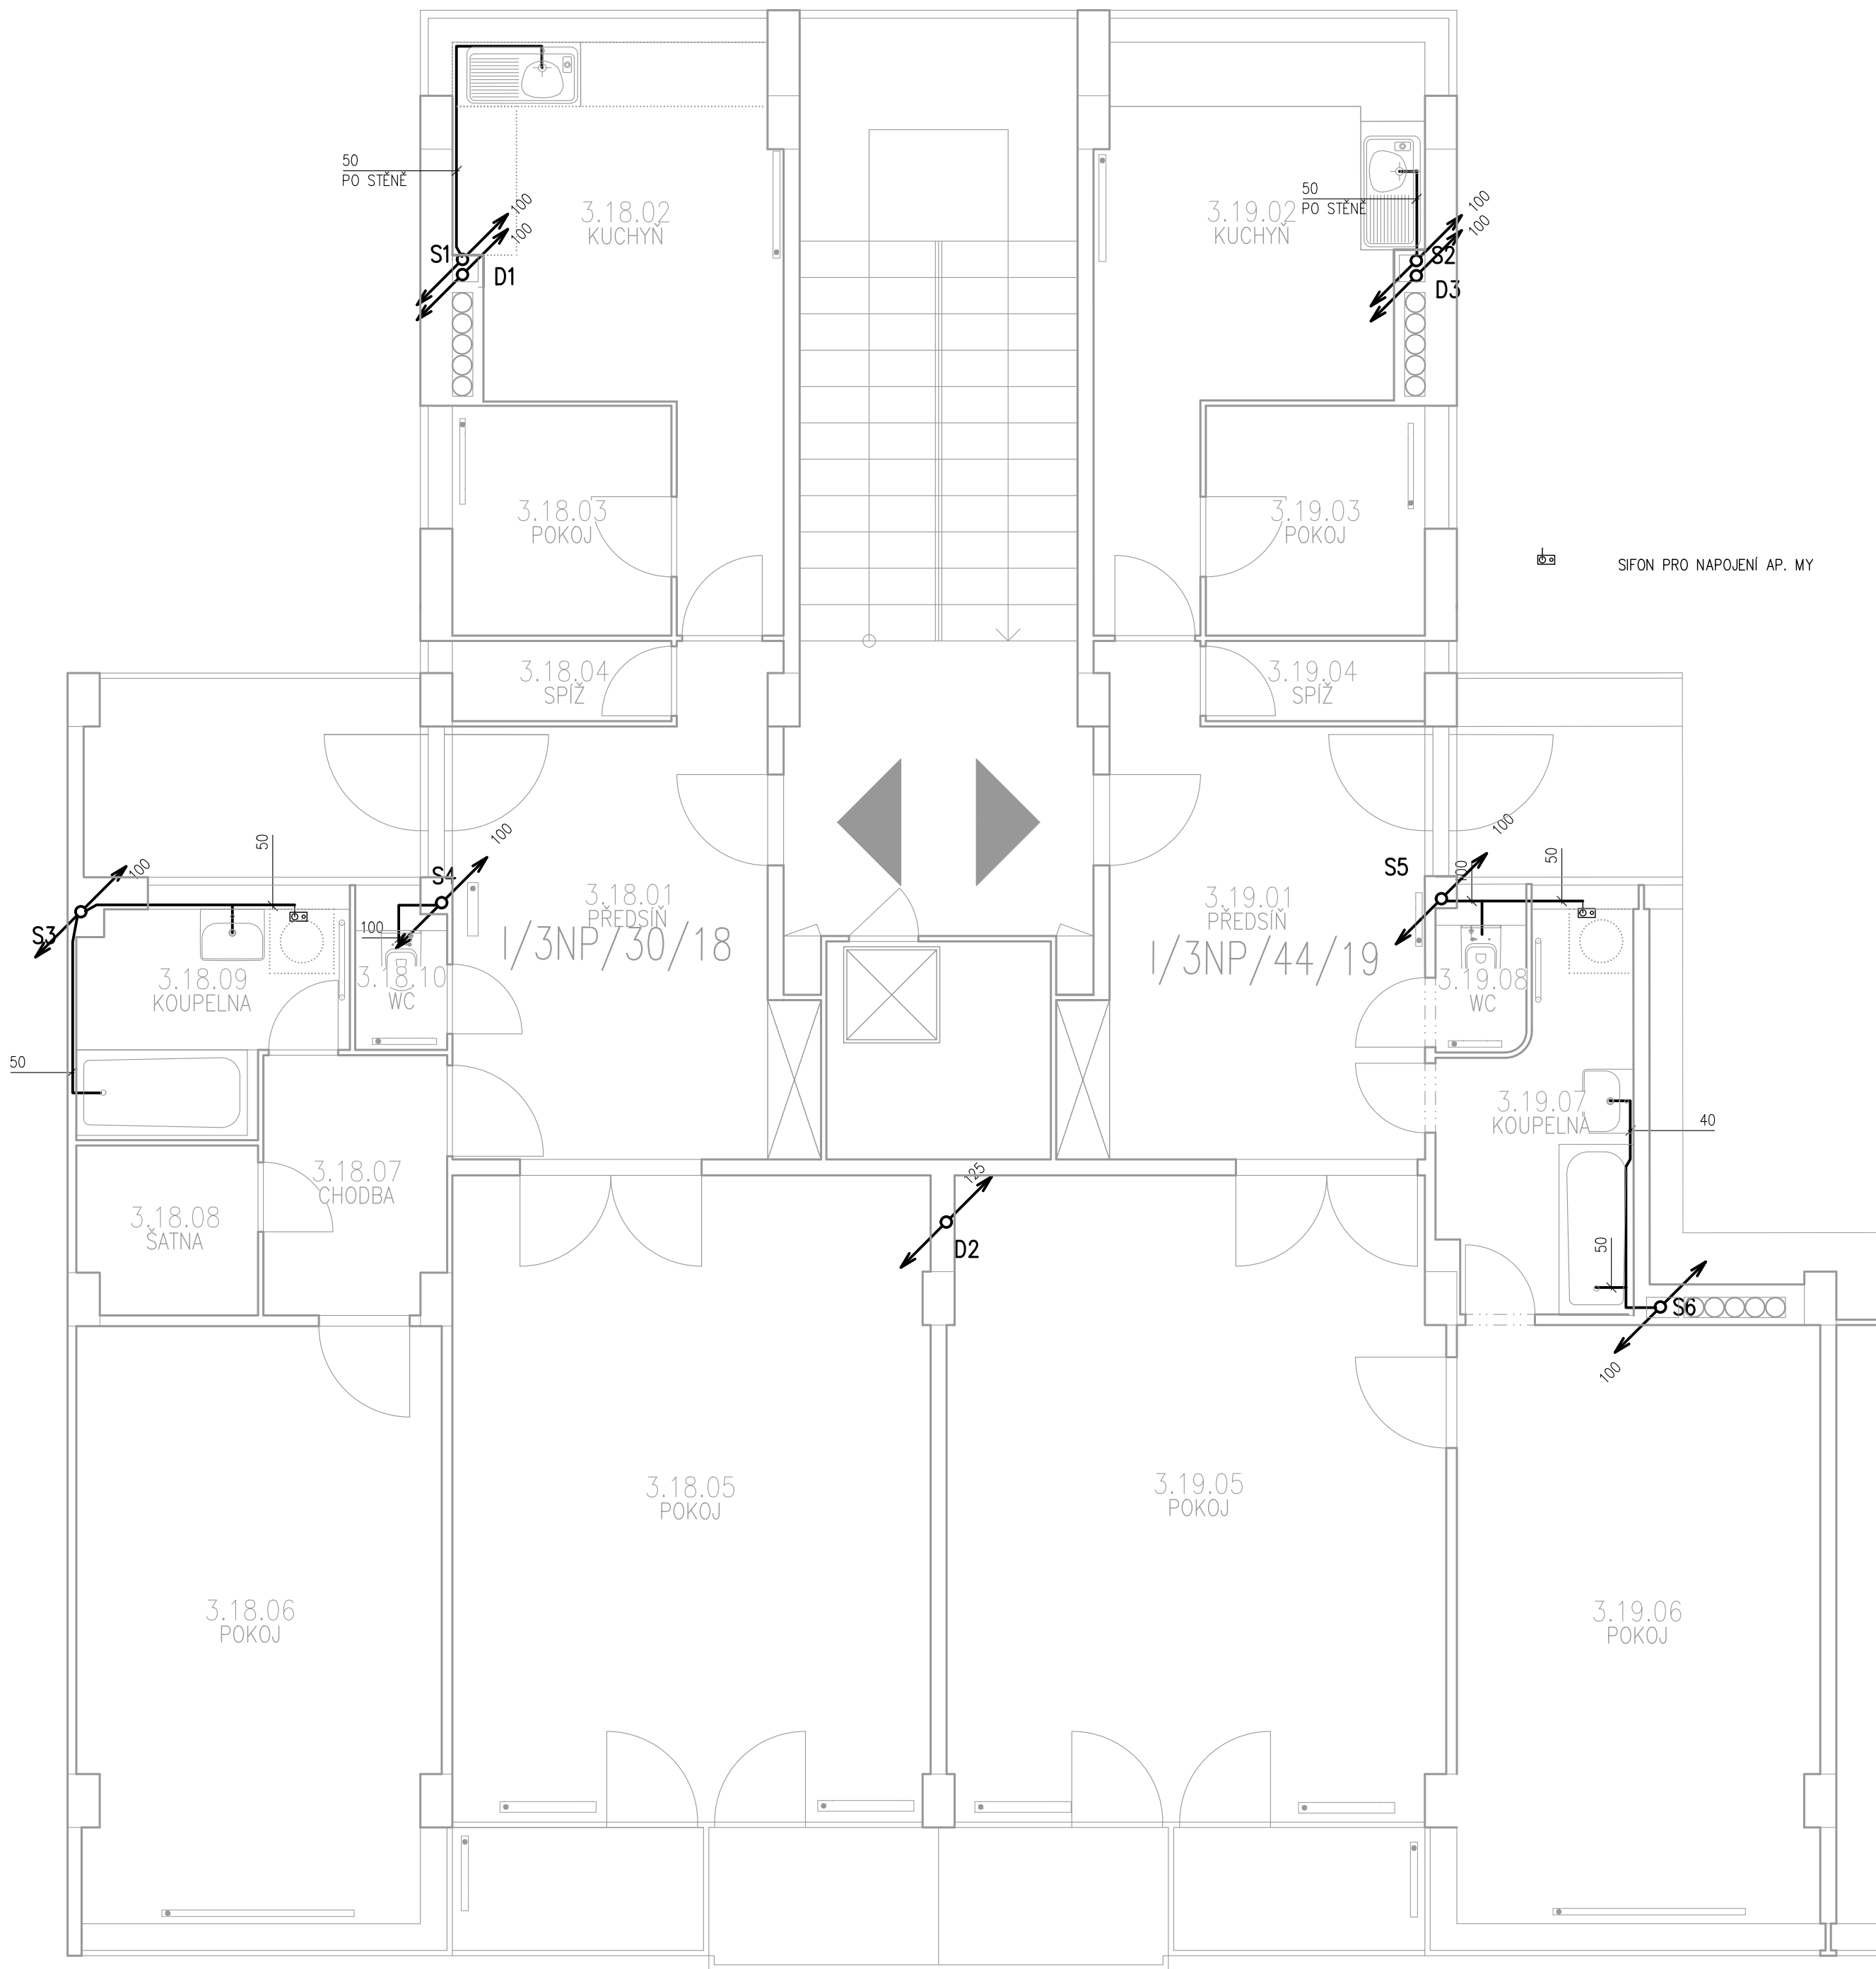 50
PO STĚNĚ
100
100
S1
D1
3.18.02
KUCHYŇ
3.19.02
KUCHYŇ
50
PO STĚNĚ
100
100
S2
D3
3.18.03
POKOJ
3.19.03
POKOJ
SIFON PRO NAPOJENÍ AP. MY
3.18.04
SPÍŽ
3.19.04
SPÍŽ
50
100
100
S3
S4
100
3.18.01
PŘEDSÍŇ
I/3NP/30/18
3.19.01
PŘEDSÍŇ
I/3NP/44/19
S5
100
100
50
3.18.09
KOUPELNA
3.18.10
WC
3.19.08
WC
50
3.19.07
KOUPELNA
40
3.18.07
CHODBA
3.18.08
ŠATNA
125
D2
50
S6
100
3.18.05
POKOJ
3.19.05
POKOJ
3.18.06
POKOJ
3.19.06
POKOJ